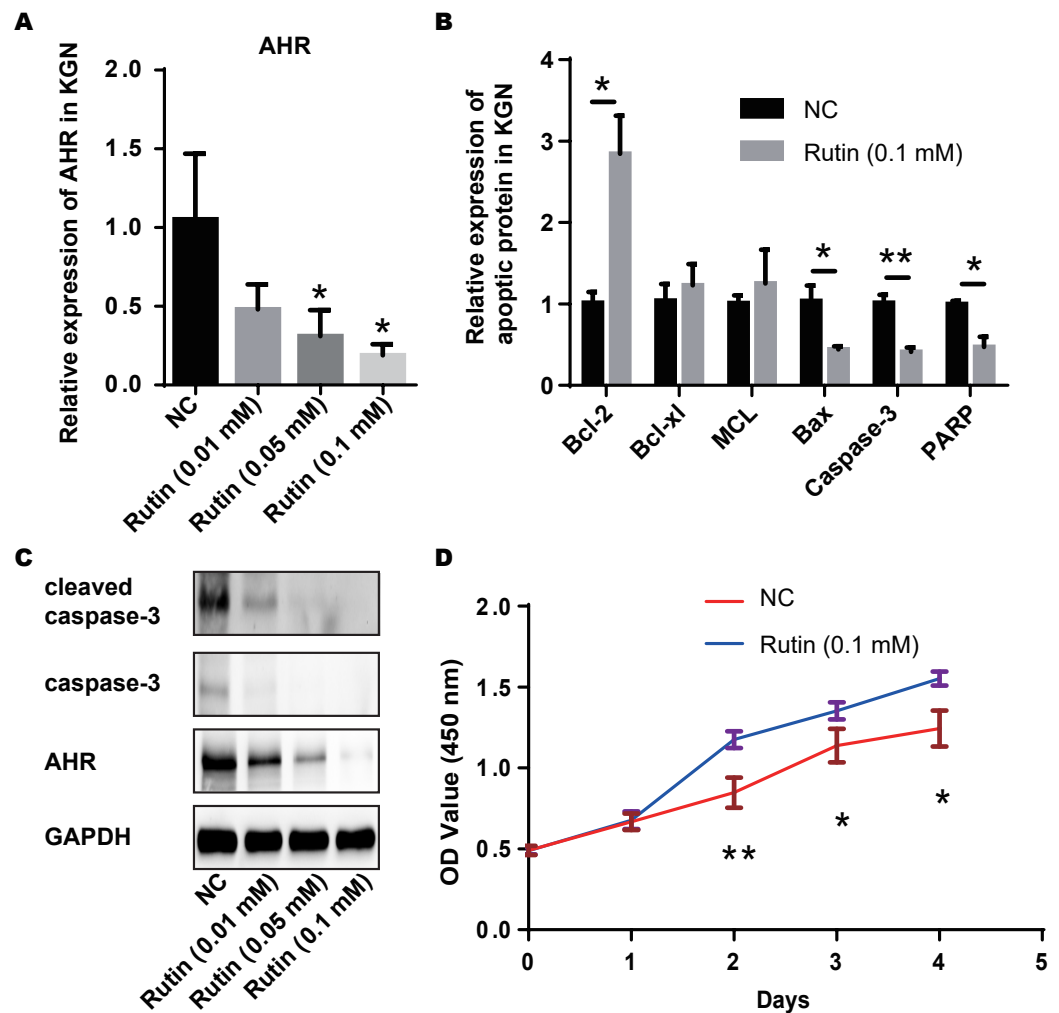 A
AHR
Relative expression of AHR in KGN
2.0
1.5
1.0
0.5
0.0
*
*
NC
Rutin (0.01 mM)
Rutin (0.05 mM)
Rutin (0.1 mM)
B
Relative expression of
apoptic protein in KGN
4
3
2
1
0
NC
Rutin (0.1 mM)
*
*
**
*
Bcl-2
Bcl-xl
MCL
Bax
Caspase-3
PARP
C
cleaved
caspase-3
caspase-3
AHR
GAPDH
NC
Rutin (0.01 mM)
Rutin (0.05 mM)
Rutin (0.1 mM)
D
OD Value (450 nm)
2.0
1.5
1.0
0.5
0.0
NC
Rutin (0.1 mM)
**
*
*
0
1
2
3
4
5
Days